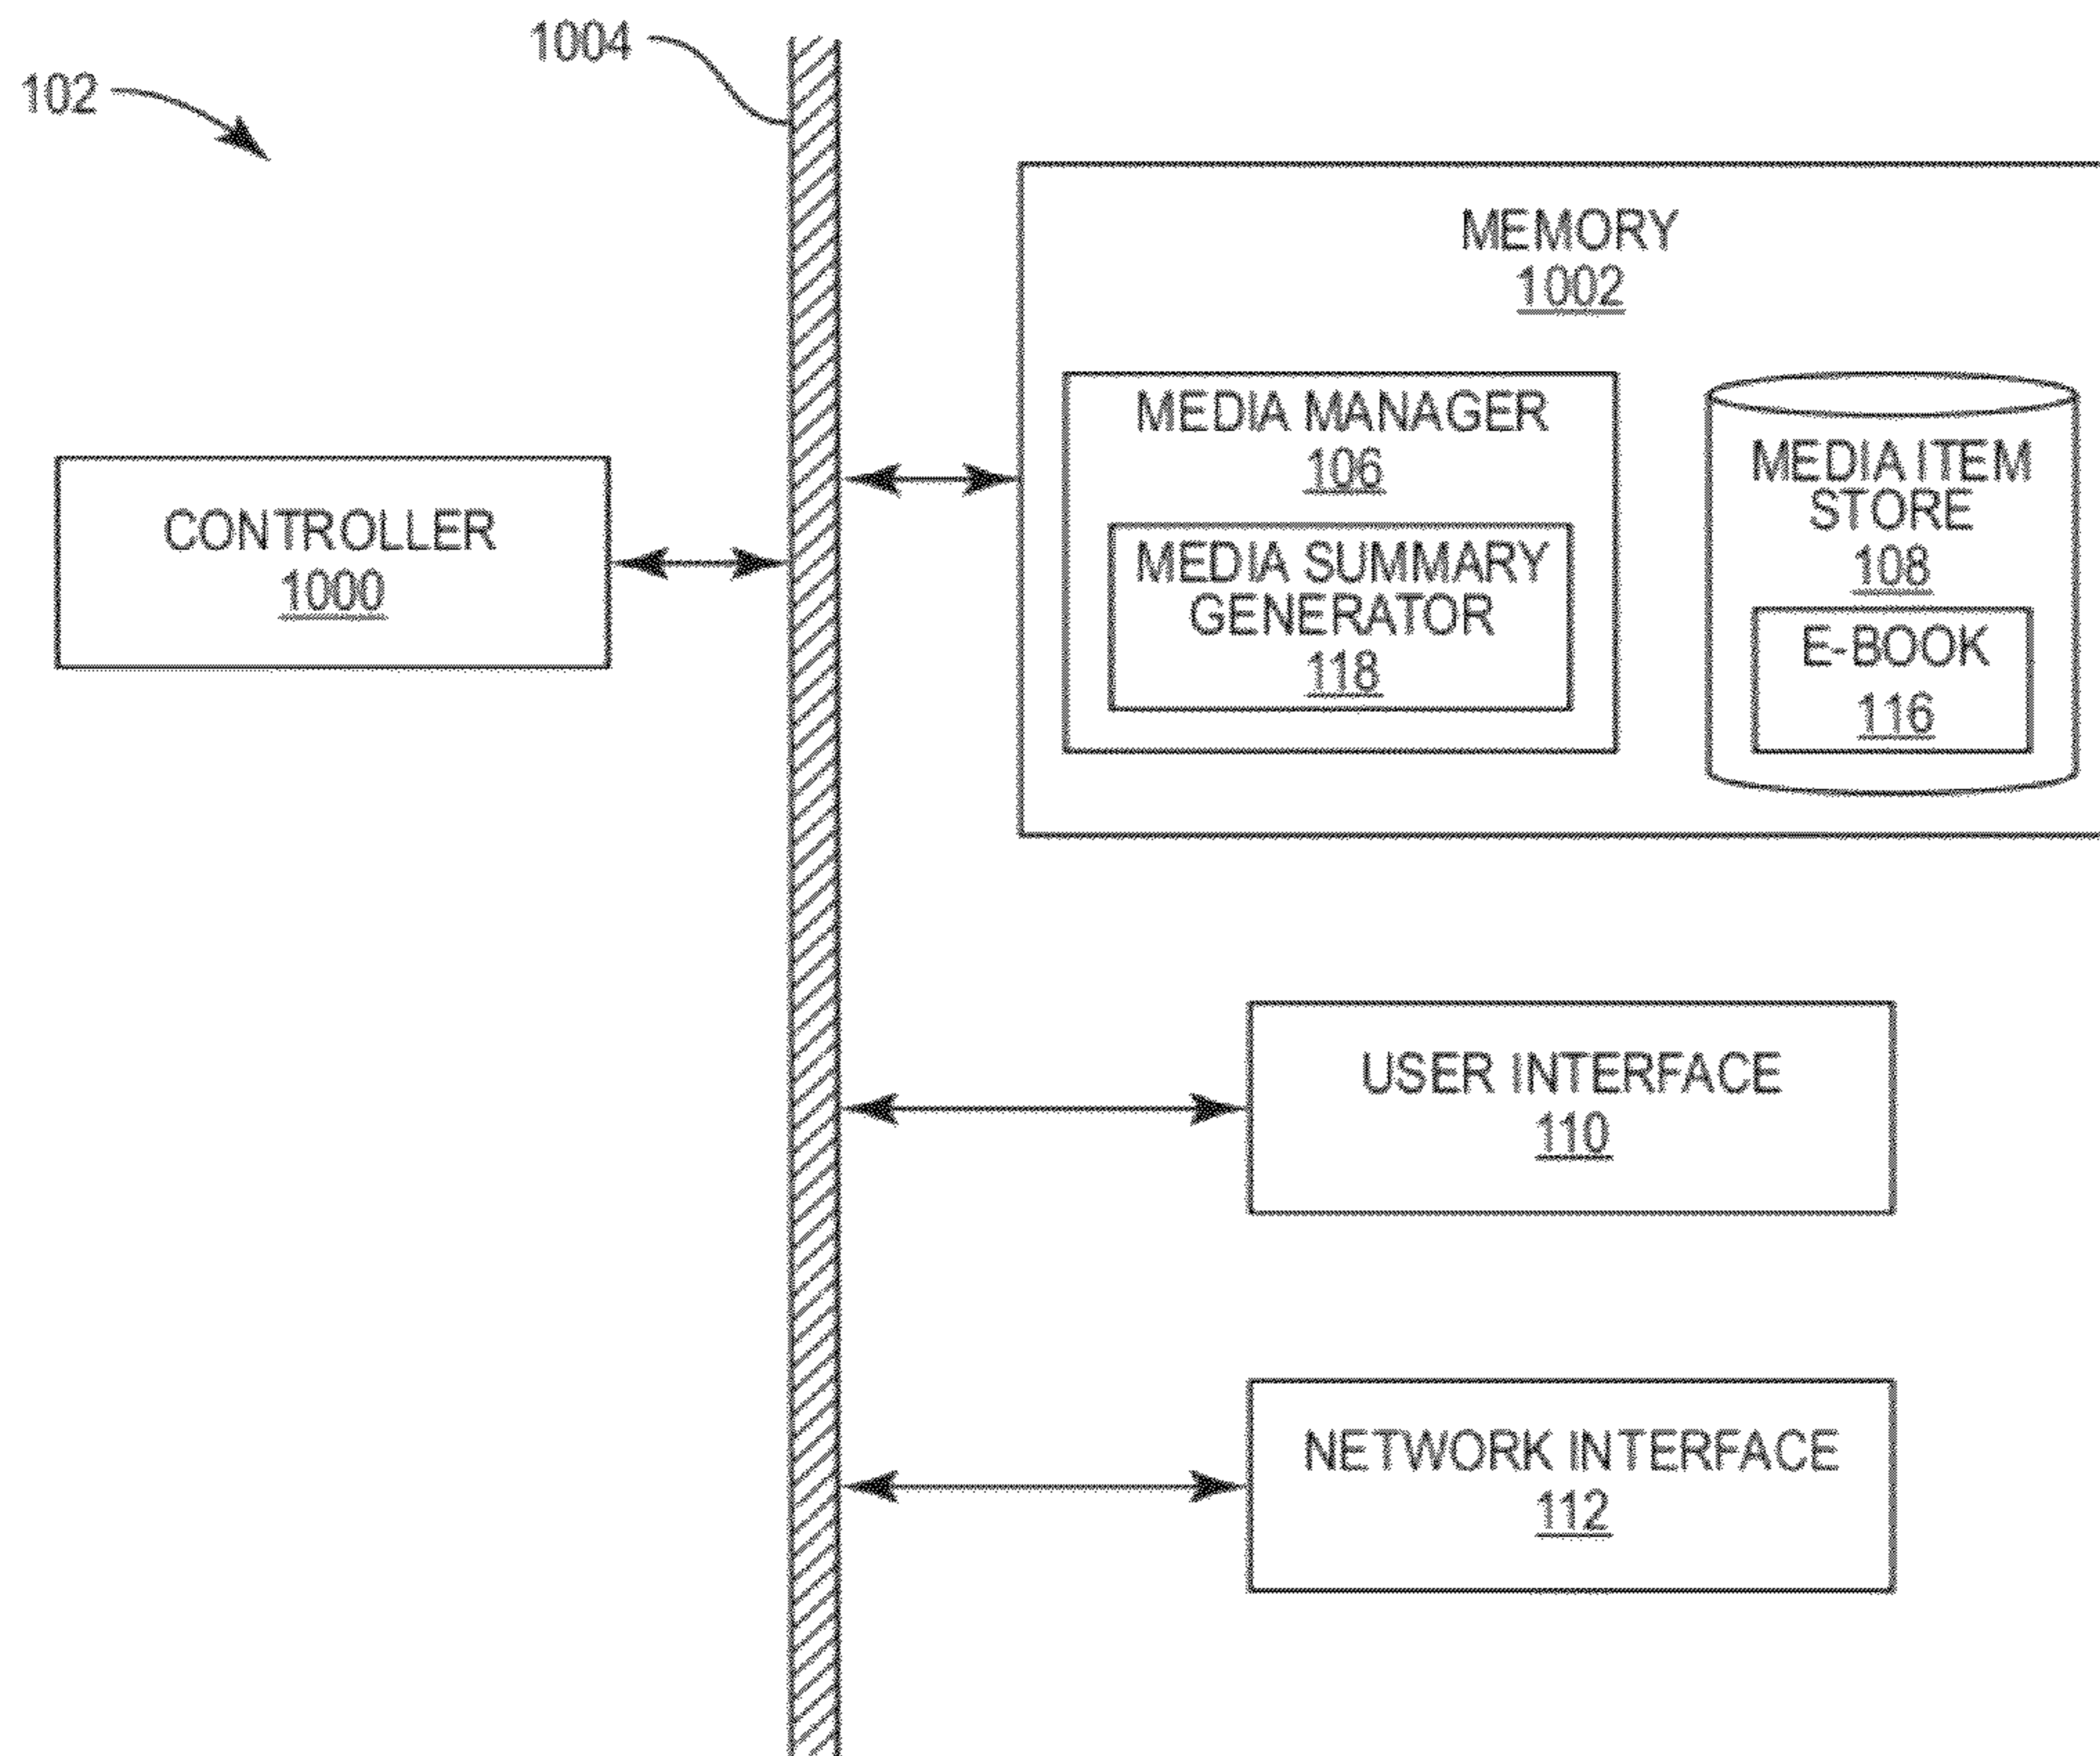 1004
102
MEMORY
1002
MEDIA MANAGER
106
MEDIA SUMMARY
GENERATOR
118
MEDIA ITEM
STORE
108
E-BOOK
116
CONTROLLER
1000
USER INTERFACE
110
NETWORK INTERFACE
112